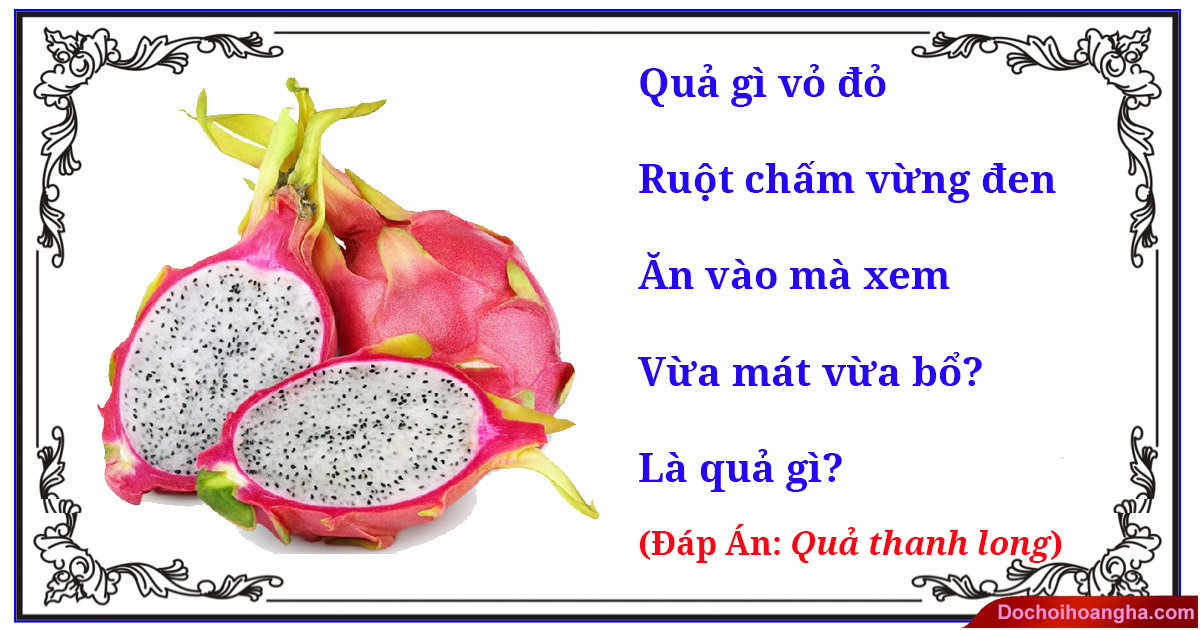 Quả gì vỏ đỏ
Ruột chấm vừng đen
Ăn vào mà xem
Vừa mát vừa bổ?
Là quả gì?
(Đáp Án: Quả thanh long)
Dochoihoangha.com